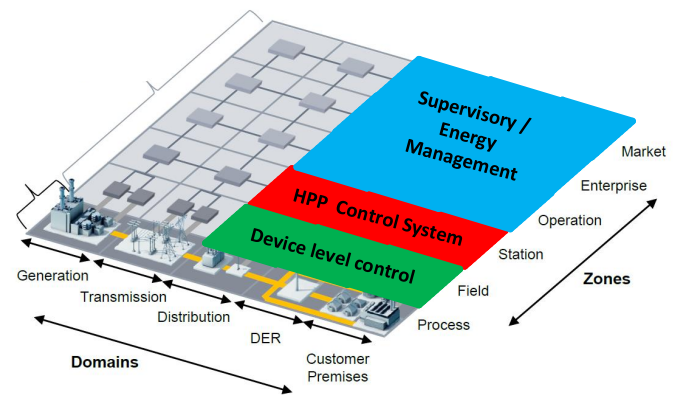 Supervisory /
Energy
Management
HPP Control System
Device level control
Market
Enterprise
Operation
Station
Field
Process
Zones
Generation
Transmission
Distribution
DER
Customer
Premises
Domains